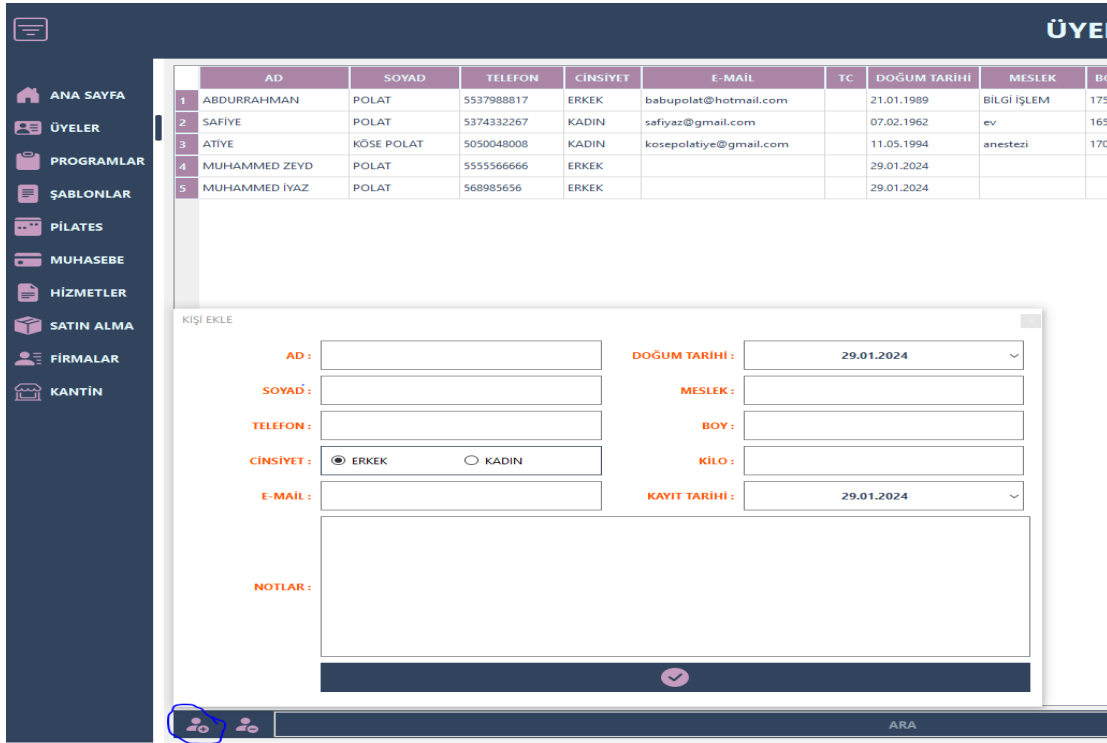 ÜYE
ANA SAYFA
ÜYELER
PROGRAMLAR
ŞABLONLAR
PİLATES
MUHASEBE
HİZMETLER
SATIN ALMA
FİRMALAR
KANTİN
AD SOYAD TELEFON CİNSİYET E-MAİL TC DOĞUM TARİHİ MESLEK
1 ABDURRAHMAN POLAT 5537988817 ERKEK babupolat@hotmail.com 21.01.1989 BİLGİ İŞLEM 175
2 SAFİYE POLAT 5374332267 KADIN safiyaz@gmail.com 07.02.1962 ev 165
3 ATİYE KÖSE POLAT 5050048008 KADIN kosepolatiye@gmail.com 11.05.1994 anestezi 170
4 MUHAMMED ZEYD POLAT 5555566666 ERKEK 29.01.2024
5 MUHAMMED İYAZ POLAT 568985656 ERKEK 29.01.2024
KİŞİ EKLE
AD : DOĞUM TARİHİ : 29.01.2024
SOYAD : MESLEK :
TELEFON : BOY :
CİNSİYET : ERKEK KADIN KİLO :
E-MAİL : KAYIT TARİHİ : 29.01.2024
NOTLAR :
ARA